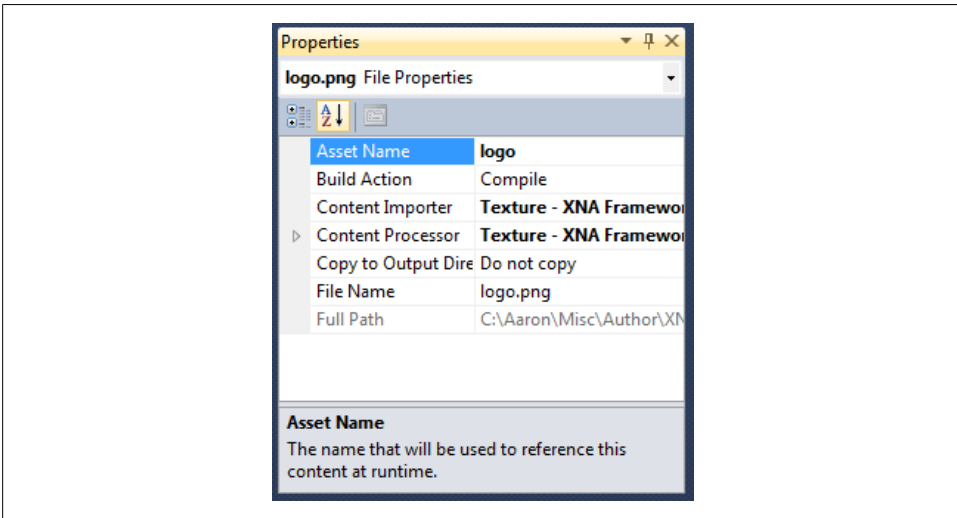 Properties
logo.png File Properties
Asset Name logo
Build Action Compile
Content Importer Texture - XNA Framewor
Content Processor Texture - XNA Framewor
Copy to Output Dire Do not copy
File Name logo.png
Full Path C:\Aaron\Misc\Author\XN
Asset Name
The name that will be used to reference this
content at runtime.